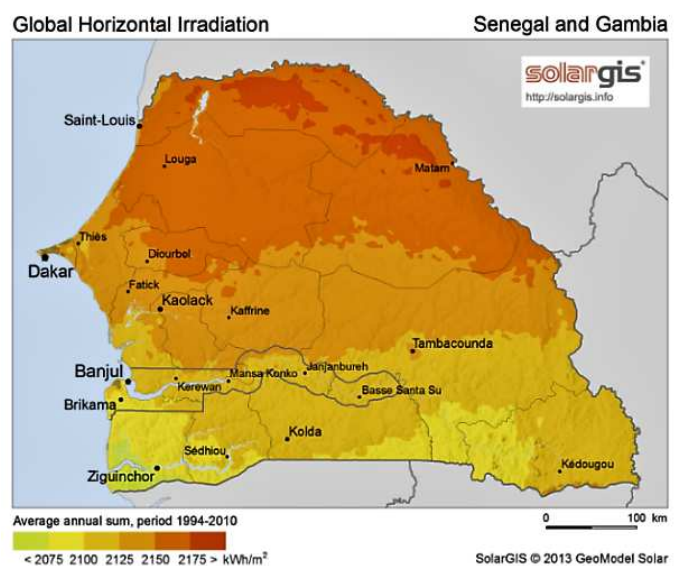 Global Horizontal Irradiation
Senegal and Gambia
solargis
http://solargis.info
Saint-Louis
Louga
Matam
Thiès
Dakar
Diourbol
Fatick
Kaolack
Kaffrine
Tambacounda
Banjul
Kerewan
Mansa Konko
Janjanbureh
Basse Santa Su
Brikama
Kolda
Sédhiou
Ziguinchor
Kédougou
Average annual sum, period 1994-2010
< 2075 2100 2125 2150 2175 > kWh/m²
0 100 km
SolarGIS © 2013 GeoModel Solar